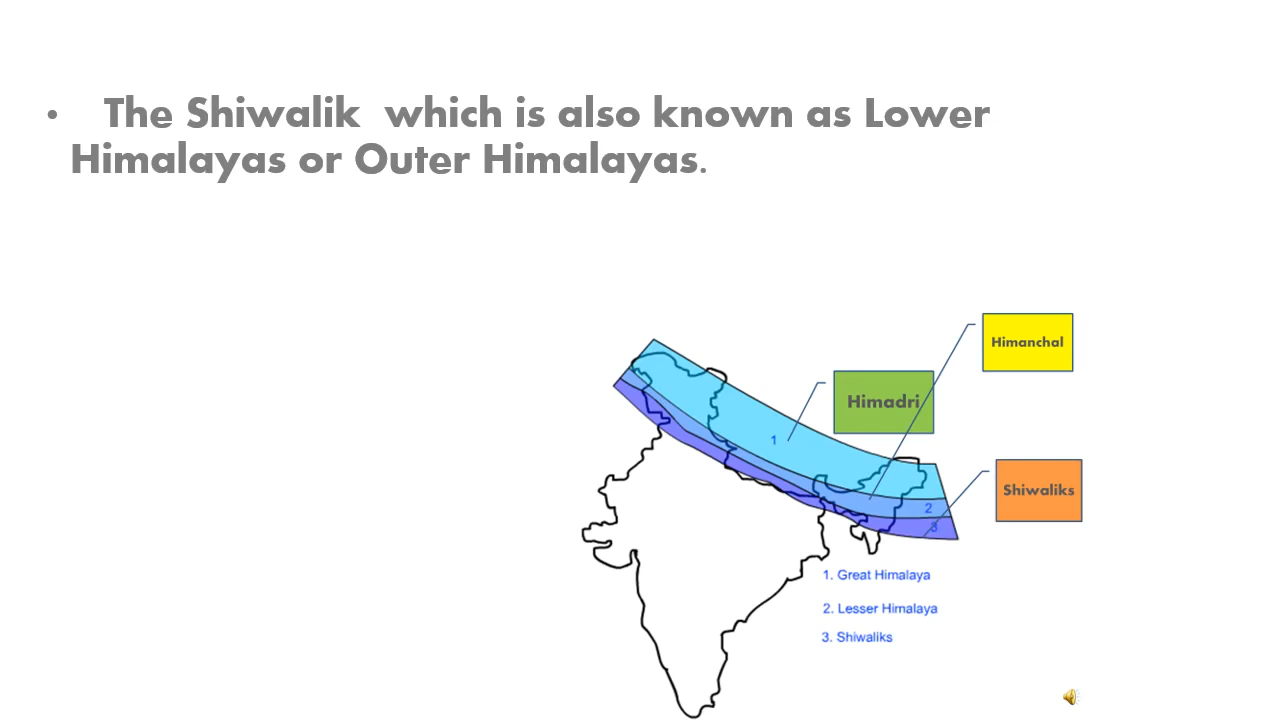 • The Shiwalik which is also known as Lower
Himalayas or Outer Himalayas.
Himanchal
Himadri
1
Shiwaliks
2
3
1. Great Himalaya
2. Lesser Himalaya
3. Shiwaliks